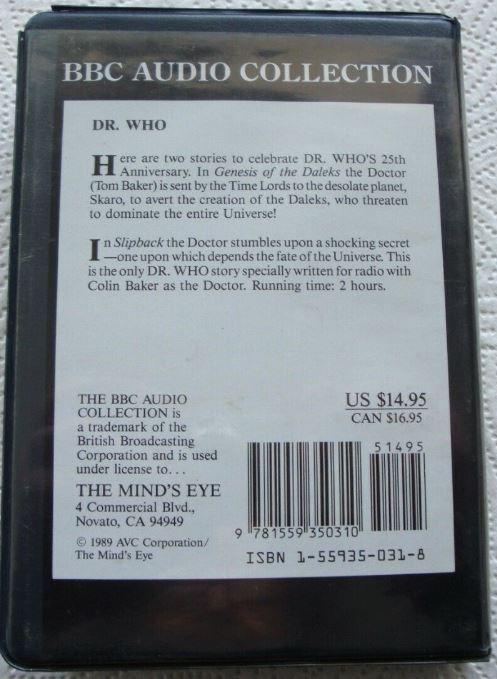 BBC AUDIO COLLECTION
DR. WHO
Here are two stories to celebrate DR. WHO'S 25th
Anniversary. In Genesis of the Daleks the Doctor
(Tom Baker) is sent by the Time Lords to the desolate planet,
Skaro, to avert the creation of the Daleks, who threaten
to dominate the entire Universe!
In Slipback the Doctor stumbles upon a shocking secret
—one upon which depends the fate of the Universe. This
is the only DR. WHO story specially written for radio with
Colin Baker as the Doctor. Running time: 2 hours.
THE BBC AUDIO
COLLECTION is
a trademark of the
British Broadcasting
Corporation and is used
under license to...
THE MIND'S EYE
4 Commercial Blvd.,
Novato, CA 94949
© 1989 AVC Corporation/
The Mind's Eye
US $14.95
CAN $16.95
51495
9 781559 350310
ISBN 1-55935-031-8